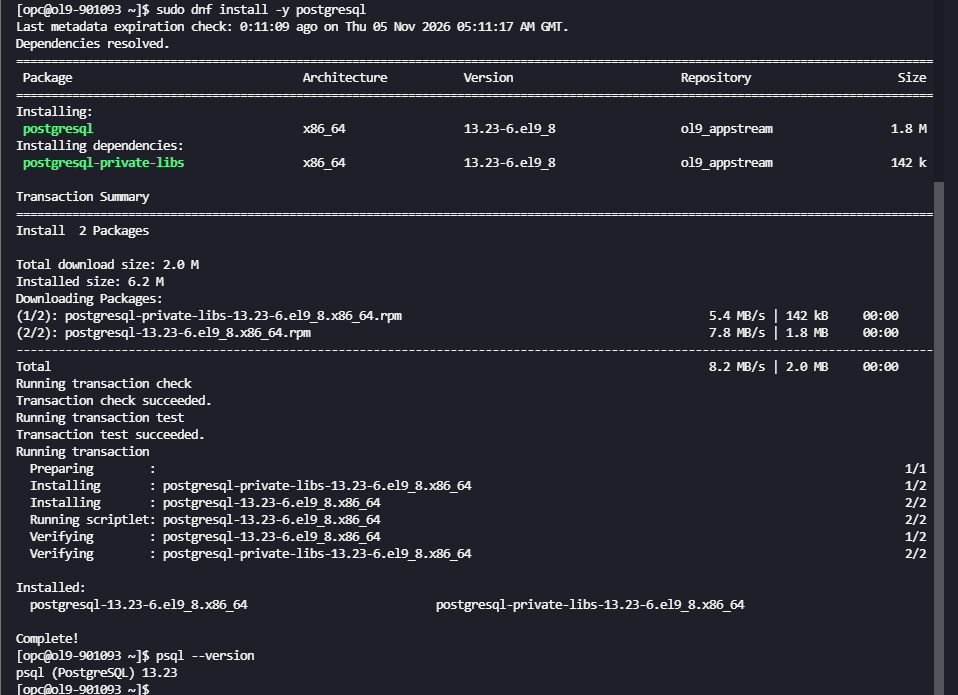 [opc@ol9-901093 ~]$ sudo dnf install -y postgresql
Last metadata expiration check: 0:11:09 ago on Thu 05 Nov 2026 05:11:17 AM GMT.
Dependencies resolved.
================================================================================
Package Architecture Version Repository Size
================================================================================
Installing:
postgresql x86_64 13.23-6.el9_8 ol9_appstream 1.8 M
Installing dependencies:
postgresql-private-libs x86_64 13.23-6.el9_8 ol9_appstream 142 k
Transaction Summary
================================================================================
Install 2 Packages
Total download size: 2.0 M
Installed size: 6.2 M
Downloading Packages:
(1/2): postgresql-private-libs-13.23-6.el9_8.x86_64.rpm 5.4 MB/s | 142 kB 00:00
(2/2): postgresql-13.23-6.el9_8.x86_64.rpm 7.8 MB/s | 1.8 MB 00:00
--------------------------------------------------------------------------------
Total 8.2 MB/s | 2.0 MB 00:00
Running transaction check
Transaction check succeeded.
Running transaction test
Transaction test succeeded.
Running transaction
Preparing : 1/1
Installing : postgresql-private-libs-13.23-6.el9_8.x86_64 1/2
Installing : postgresql-13.23-6.el9_8.x86_64 2/2
Running scriptlet: postgresql-13.23-6.el9_8.x86_64 2/2
Verifying : postgresql-13.23-6.el9_8.x86_64 1/2
Verifying : postgresql-private-libs-13.23-6.el9_8.x86_64 2/2
Installed:
postgresql-13.23-6.el9_8.x86_64 postgresql-private-libs-13.23-6.el9_8.x86_64
Complete!
[opc@ol9-901093 ~]$ psql --version
psql (PostgreSQL) 13.23
[opc@ol9-901093 ~]$